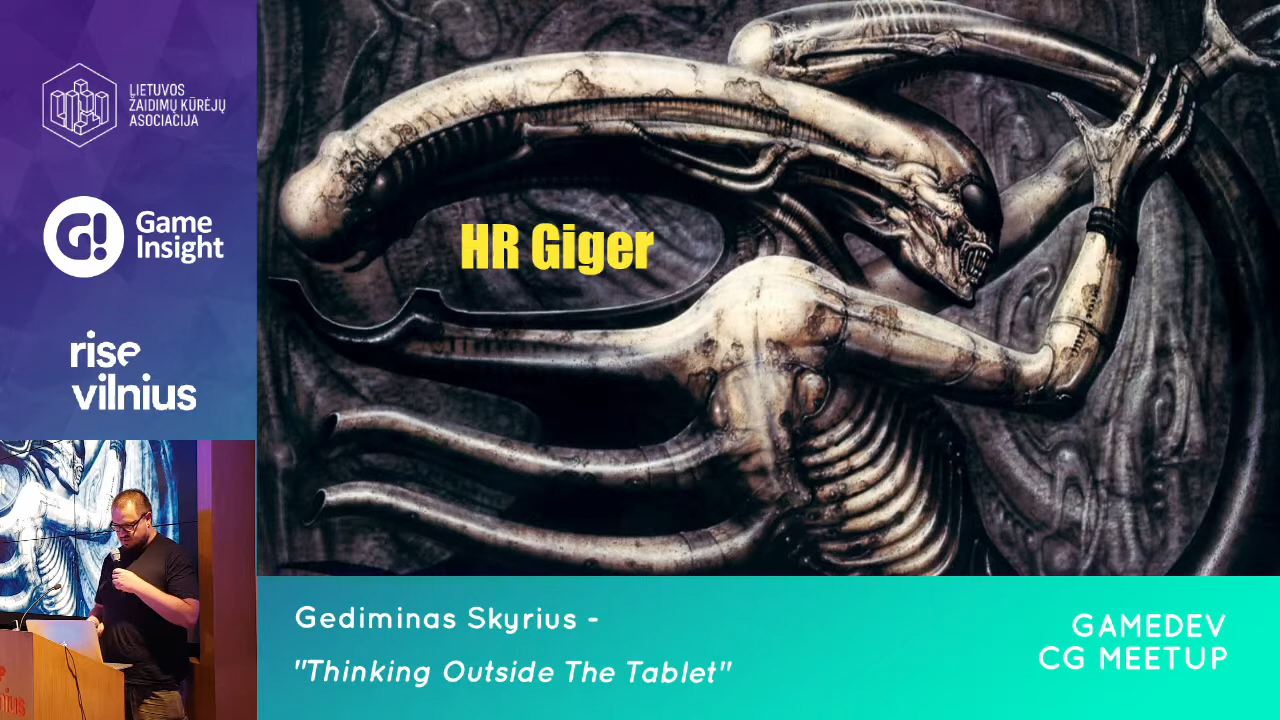 LIETUVOS
ŽAIDIMŲ KŪRĖJŲ
ASOCIACIJA
G!
Game
Insight
rise
vilnius
HR Giger
Gediminas Skyrius -
"Thinking Outside The Tablet"
GAMEDEV
CG MEETUP